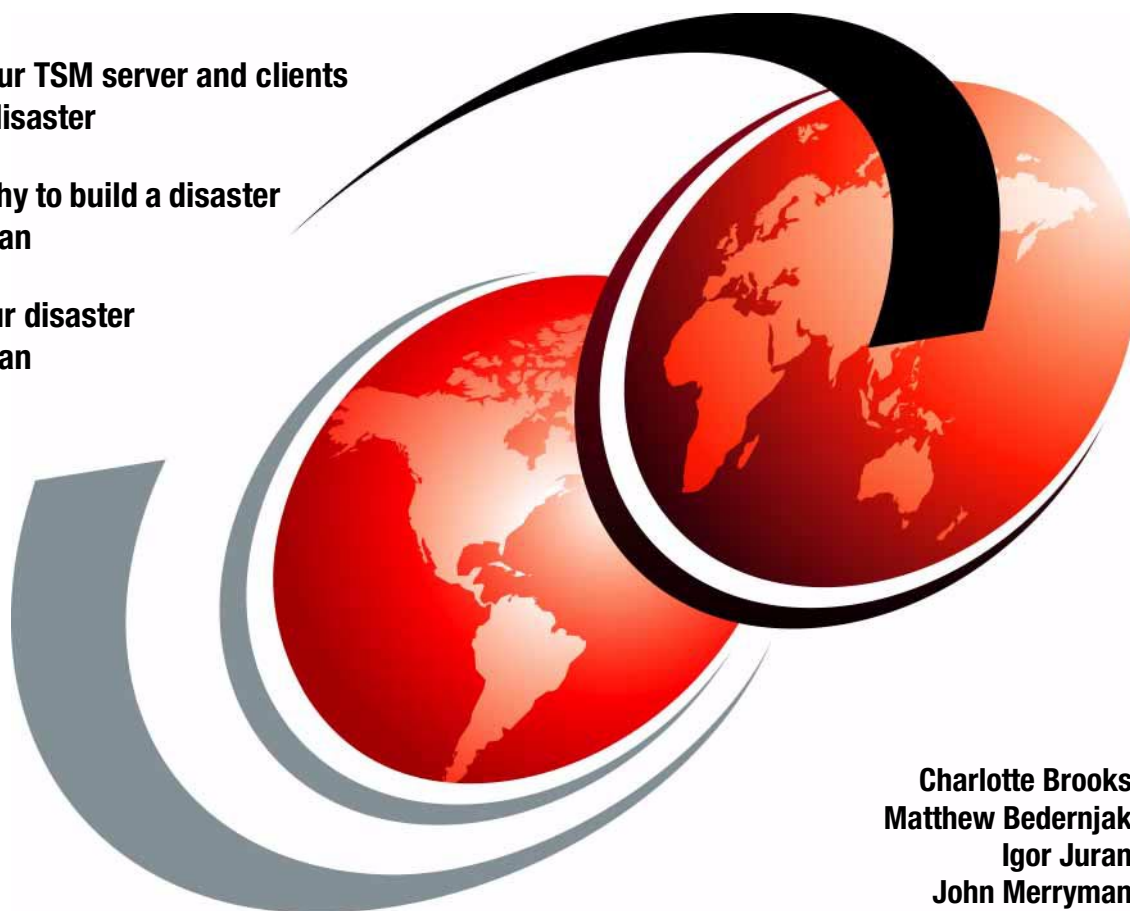 ur TSM server and clients
disaster
hy to build a disaster
an
ur disaster
an
Charlotte Brooks
Matthew Bedernjak
Igor Juran
John Merryman